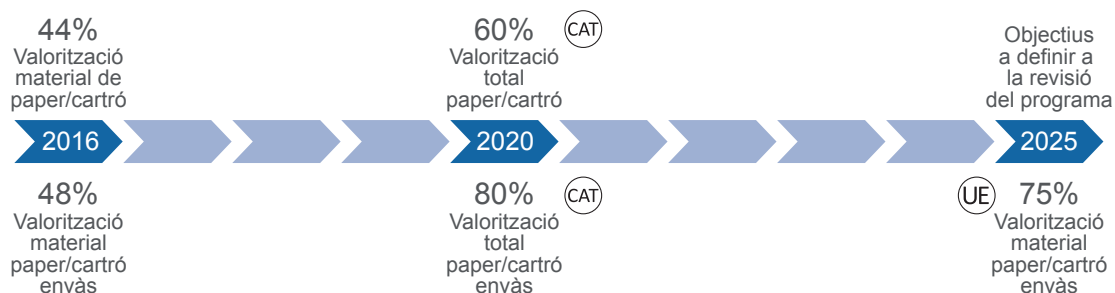 44%
Valorització
material de
paper/cartró
60%
CAT
Valorització
total
paper/cartró
Objectius
a definir a
la revisió
del programa
2016
2020
2025
48%
Valorització
material
paper/cartró
envàs
80%
CAT
Valorització
total
paper/cartró
envàs
UE
75%
Valorització
material
paper/cartró
envàs